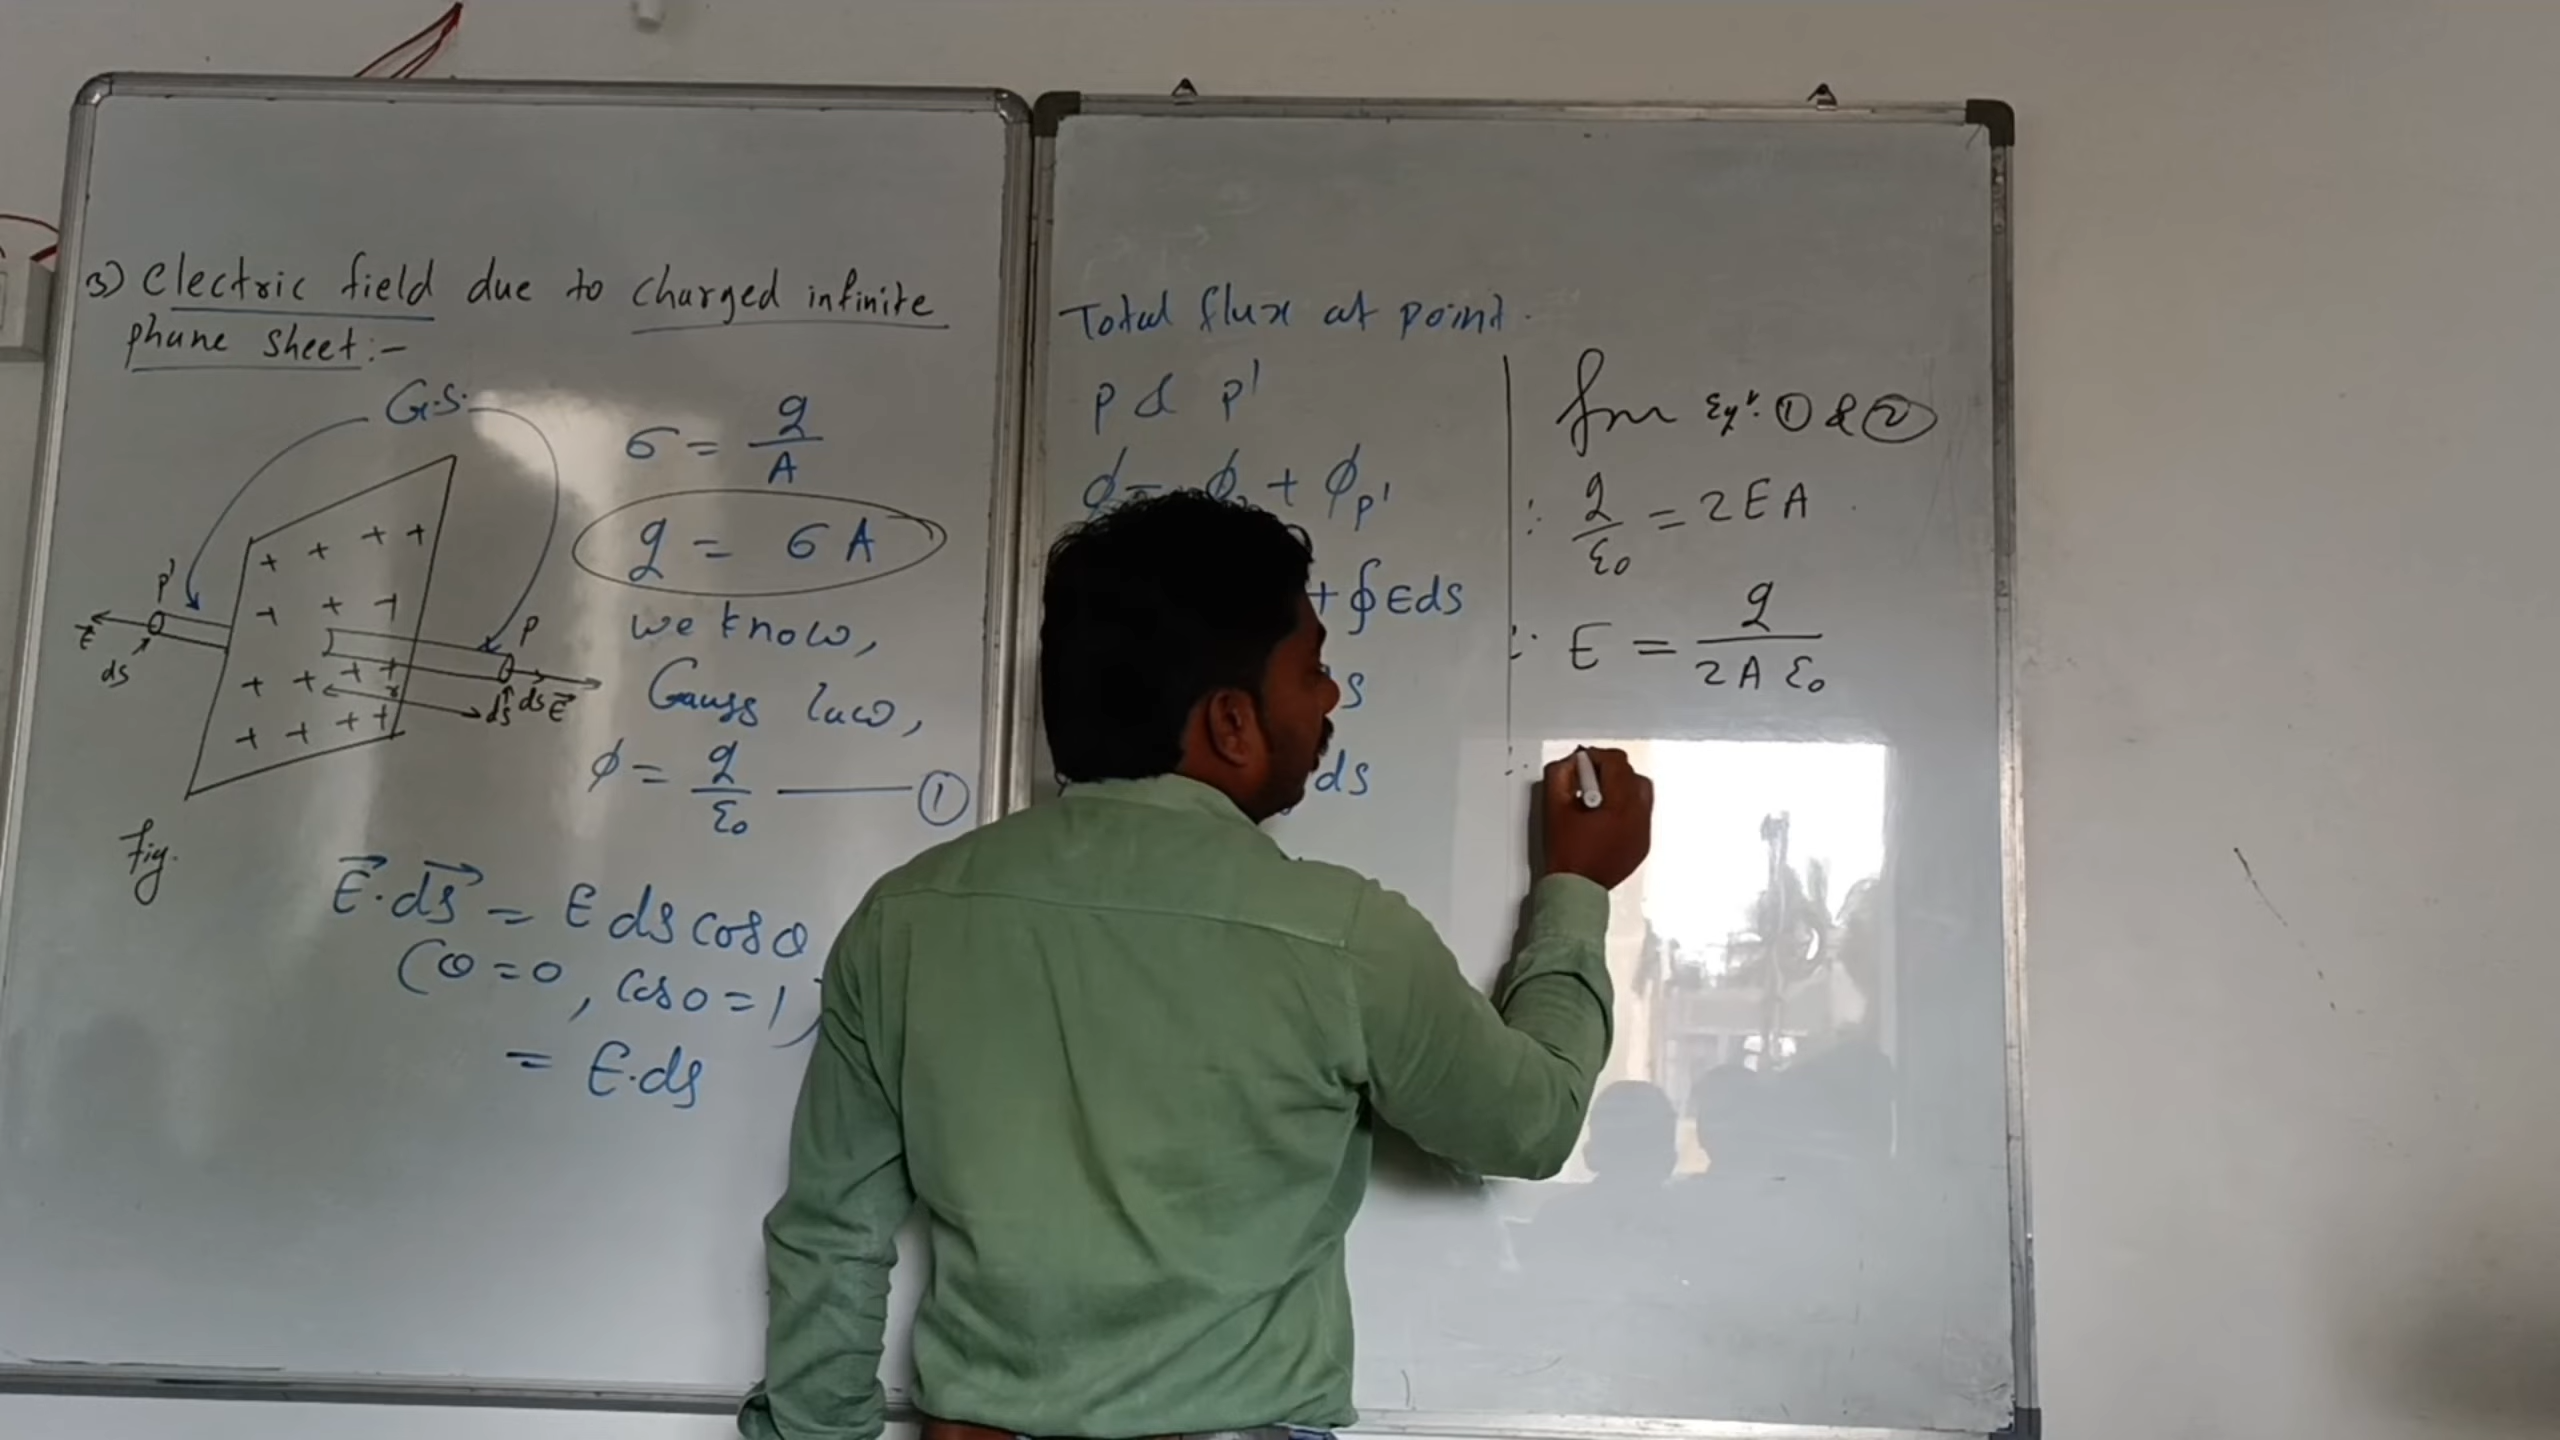 3) Electric field due to charged infinite
phane sheet:-
G.S.
σ = q/A
q = σA
P'
P
E⃗
ds
r
ds
ds⃗ E⃗
we know,
Gauss law,
ϕ = q/ε₀ ——— ①
Fig.
E⃗·ds⃗ = E ds cosθ
(θ=0, cos0=1)
= E·ds
Total flux at point
P & P'
ϕ = ϕ + ϕP'
+ ∮Eds
s
ds
from Eqⁿ. ① & ②
∴ q/ε₀ = 2EA
∴ E = q/2Aε₀
∴